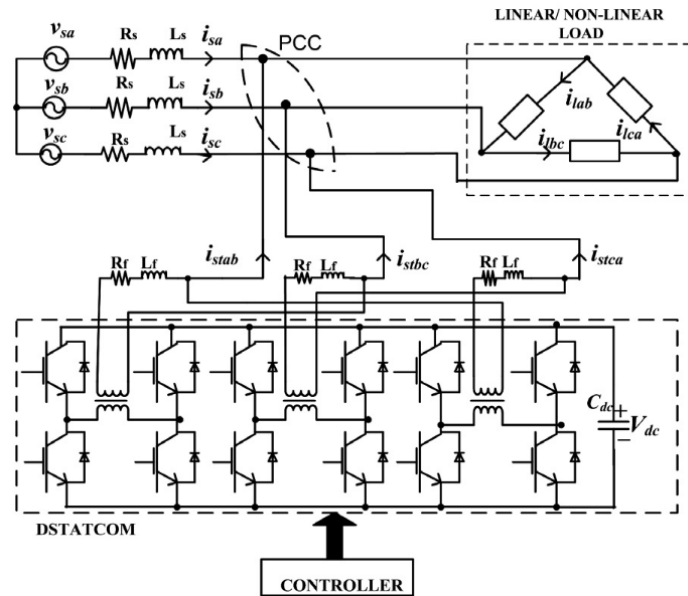 LINEAR/ NON-LINEAR
LOAD
vsa Rs Ls isa PCC
vsb Rs Ls isb
vsc Rs Ls isc
ilab
ilbc
ilca
Rf Lf istab
Rf Lf istbc
Rf Lf istca
Cdc + Vdc −
DSTATCOM
CONTROLLER